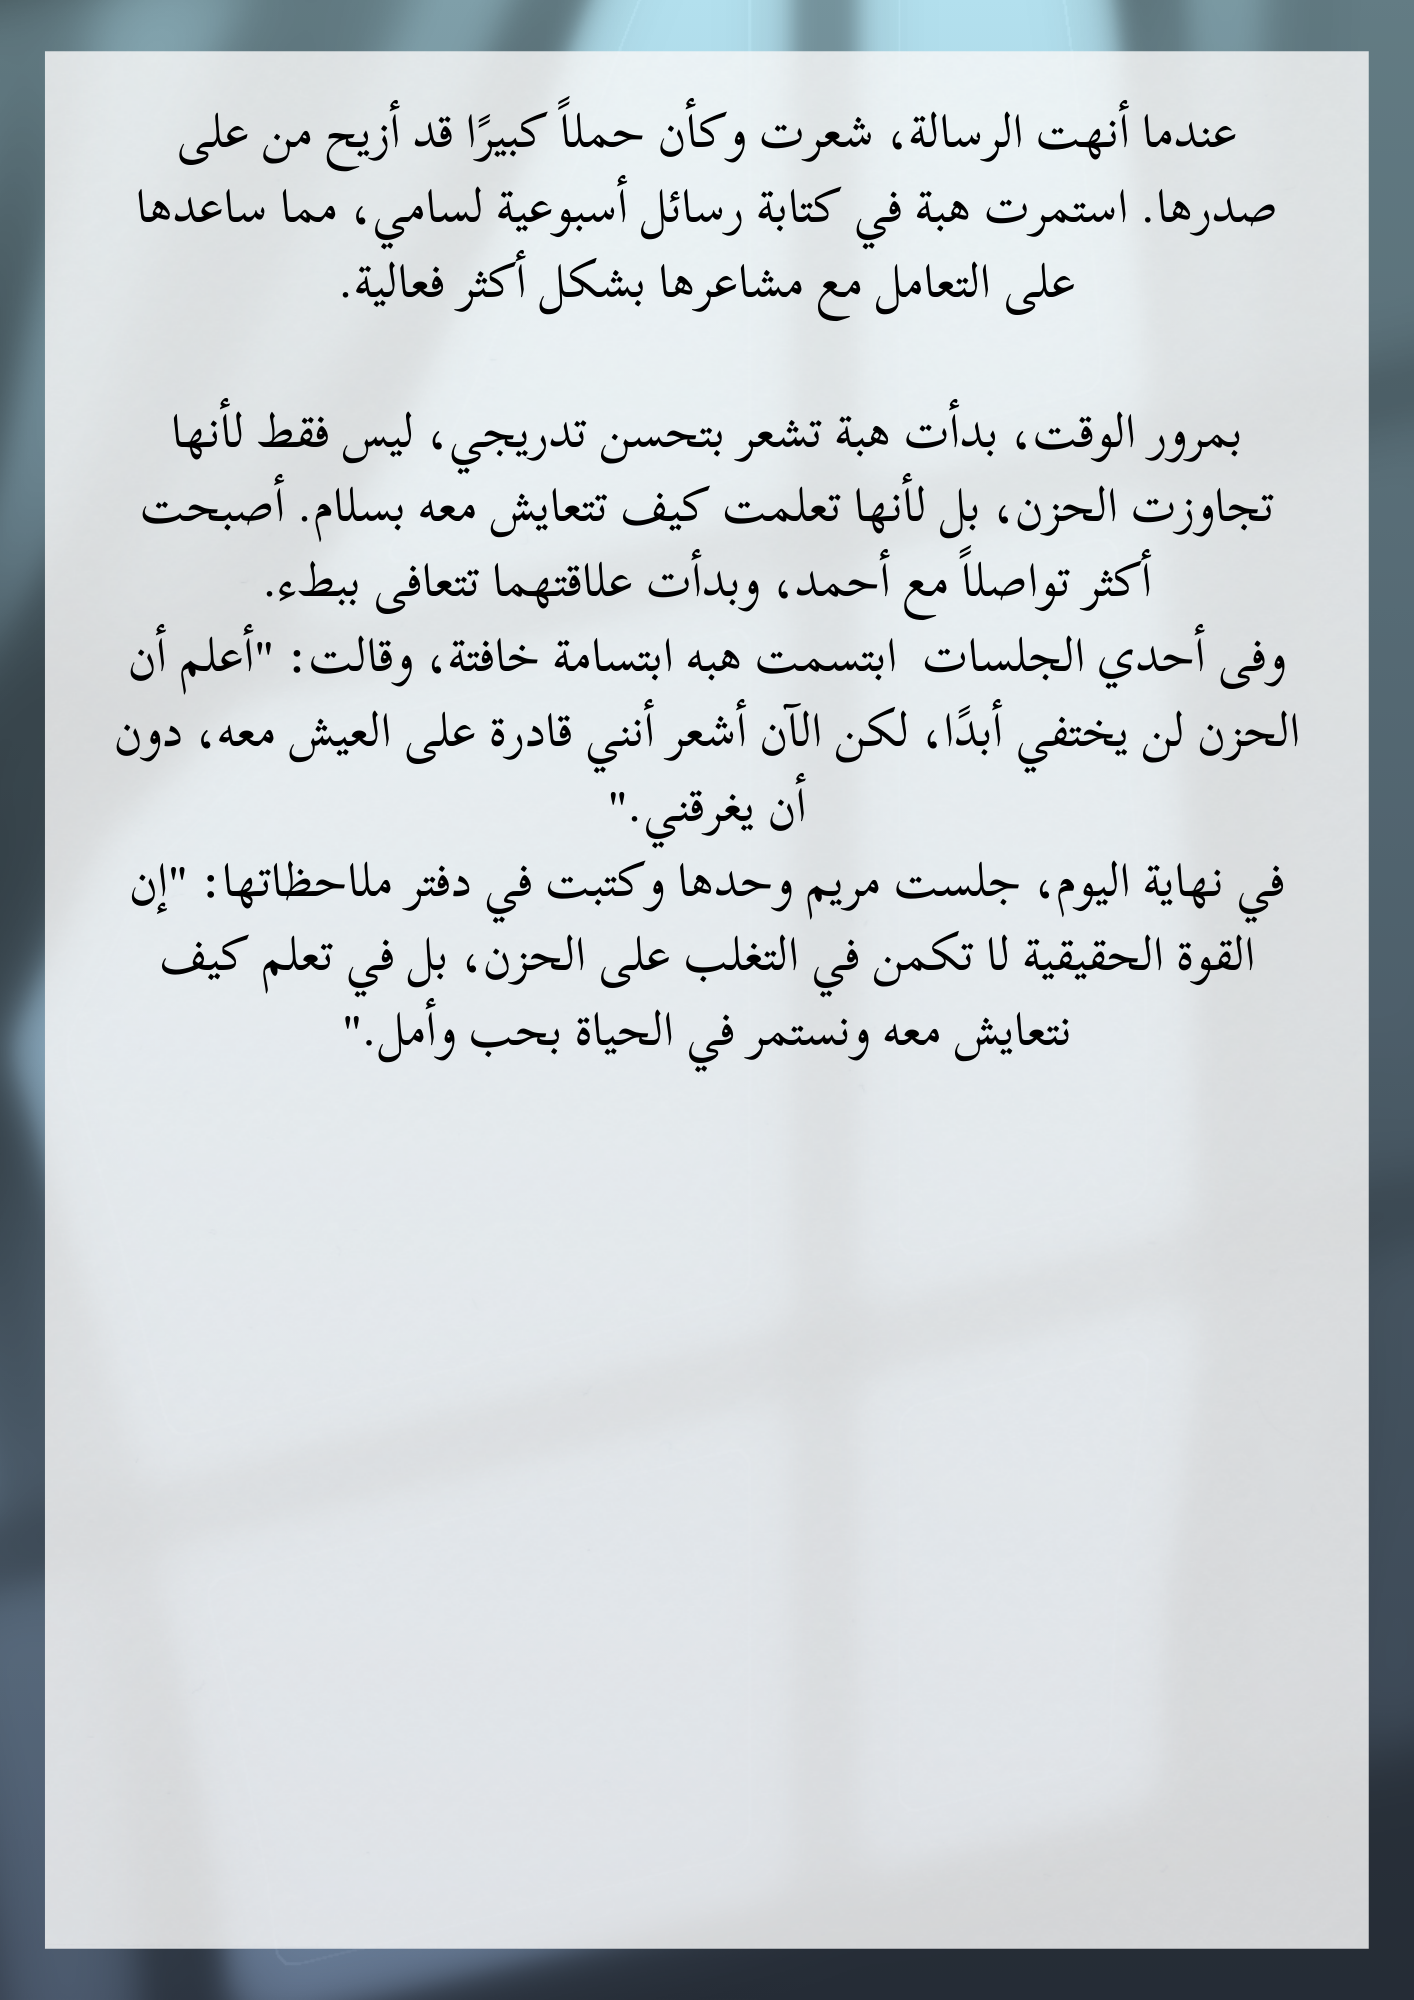 عندما أنهت الرسالة، شعرت وكأن حملاً كبيرًا قد أزيح من على
صدرها. استمرت هبة في كتابة رسائل أسبوعية لسامي، مما ساعدها
على التعامل مع مشاعرها بشكل أكثر فعالية.
بمرور الوقت، بدأت هبة تشعر بتحسن تدريجي، ليس فقط لأنها
تجاوزت الحزن، بل لأنها تعلمت كيف تتعايش معه بسلام. أصبحت
أكثر تواصلاً مع أحمد، وبدأت علاقتهما تتعافى ببطء.
وفى أحدي الجلسات  ابتسمت هبه ابتسامة خافتة، وقالت: "أعلم أن
الحزن لن يختفي أبدًا، لكن الآن أشعر أنني قادرة على العيش معه، دون
أن يغرقني."
في نهاية اليوم، جلست مريم وحدها وكتبت في دفتر ملاحظاتها: "إن
القوة الحقيقية لا تكمن في التغلب على الحزن، بل في تعلم كيف
نتعايش معه ونستمر في الحياة بحب وأمل."